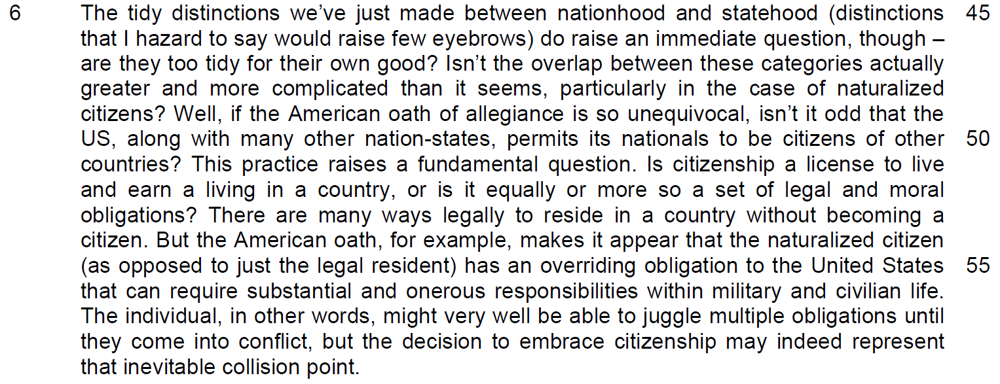 6 The tidy distinctions we’ve just made between nationhood and statehood (distinctions 45
that I hazard to say would raise few eyebrows) do raise an immediate question, though –
are they too tidy for their own good? Isn’t the overlap between these categories actually
greater and more complicated than it seems, particularly in the case of naturalized
citizens? Well, if the American oath of allegiance is so unequivocal, isn’t it odd that the
US, along with many other nation-states, permits its nationals to be citizens of other 50
countries? This practice raises a fundamental question. Is citizenship a license to live
and earn a living in a country, or is it equally or more so a set of legal and moral
obligations? There are many ways legally to reside in a country without becoming a
citizen. But the American oath, for example, makes it appear that the naturalized citizen
(as opposed to just the legal resident) has an overriding obligation to the United States 55
that can require substantial and onerous responsibilities within military and civilian life.
The individual, in other words, might very well be able to juggle multiple obligations until
they come into conflict, but the decision to embrace citizenship may indeed represent
that inevitable collision point.